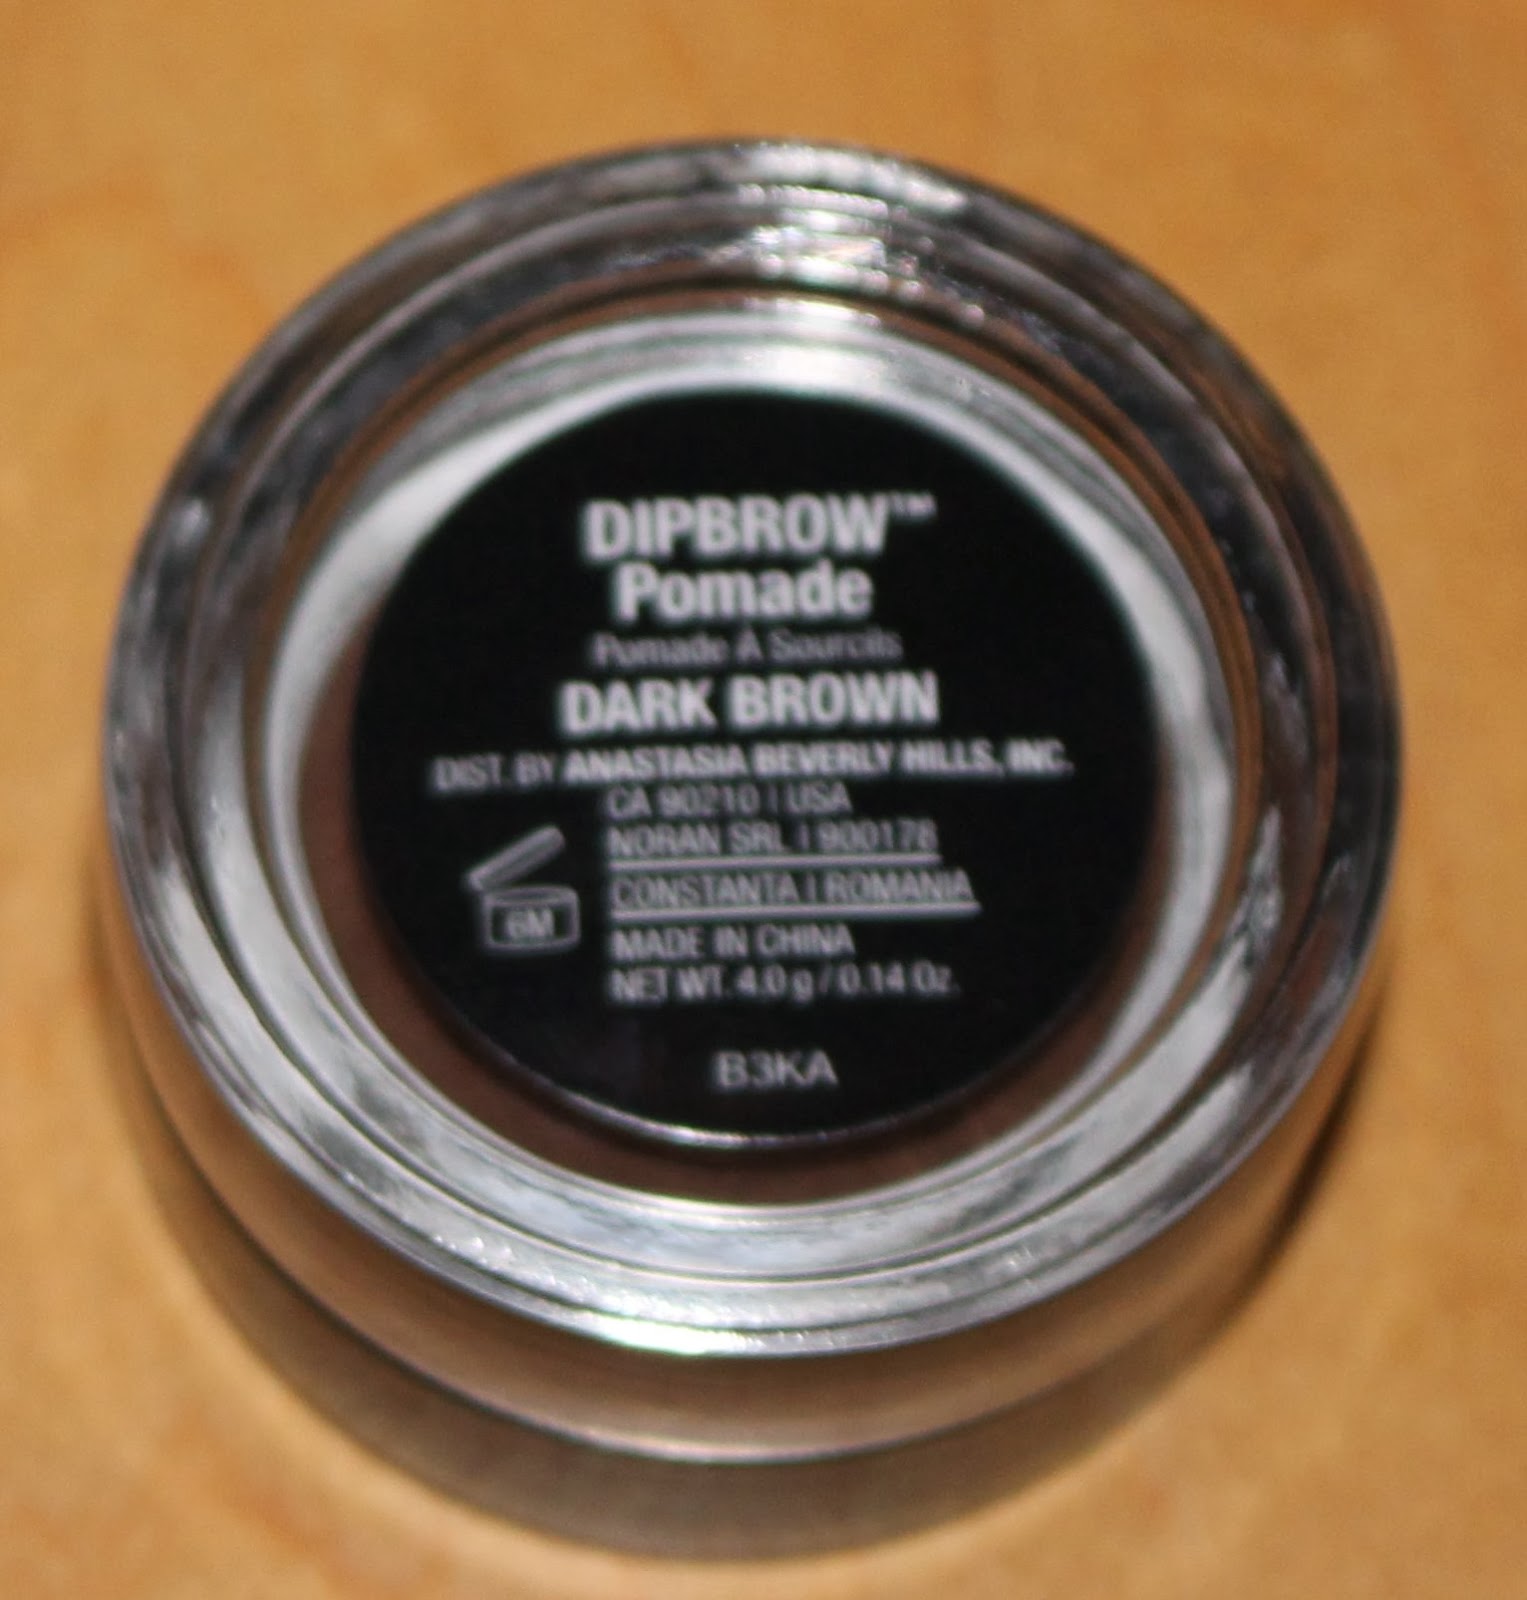 DIPBROW™
Pomade
Pomade À Sourcils
DARK BROWN
DIST. BY ANASTASIA BEVERLY HILLS, INC.
CA 90210 | USA
NORAN SRL | 900178
CONSTANTA | ROMANIA
6M
MADE IN CHINA
NET WT. 4.0 g / 0.14 Oz.
B3KA